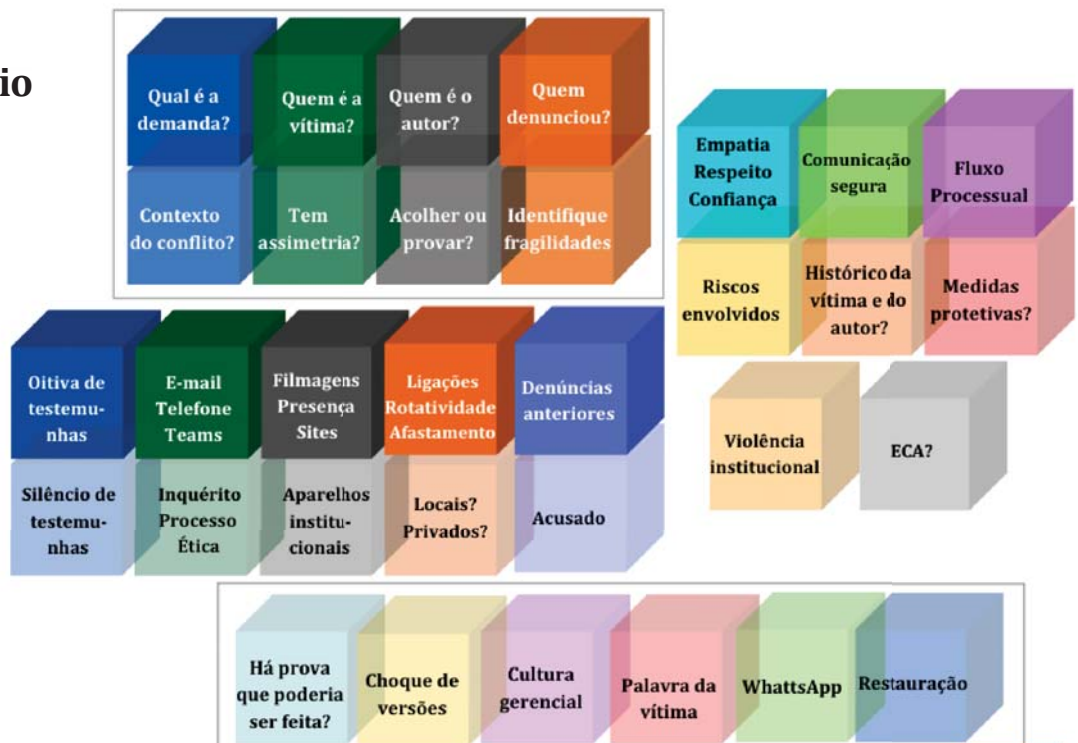 io
Qual é a
demanda?
Quem é a
vítima?
Quem é o
autor?
Quem
denunciou?
Contexto
do conflito?
Tem
assimetria?
Acolher ou
provar?
Identifique
fragilidades
Empatia
Respeito
Confiança
Comunicação
segura
Fluxo
Processual
Riscos
envolvidos
Histórico da
vítima e do
autor?
Medidas
protetivas?
Oitiva de
testemu-
nhas
E-mail
Telefone
Teams
Filmagens
Presença
Sites
Ligações
Rotatividade
Afastamento
Denúncias
anteriores
Silêncio de
testemu-
nhas
Inquérito
Processo
Ética
Aparelhos
institu-
cionais
Locais?
Privados?
Acusado
Violência
institucional
ECA?
Há prova
que poderia
ser feita?
Choque de
versões
Cultura
gerencial
Palavra da
vítima
WhattsApp
Restauração